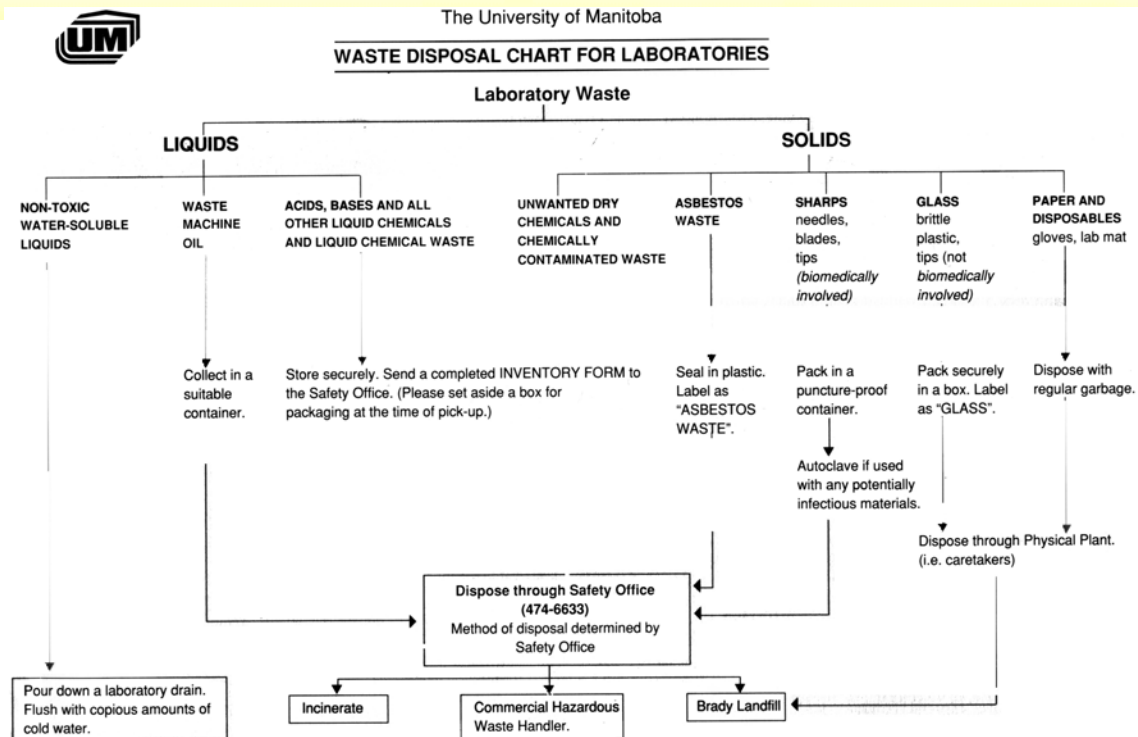 UM
The University of Manitoba
WASTE DISPOSAL CHART FOR LABORATORIES
Laboratory Waste
LIQUIDS
SOLIDS
NON-TOXIC
WATER-SOLUBLE
LIQUIDS
WASTE
MACHINE
OIL
ACIDS, BASES AND ALL
OTHER LIQUID CHEMICALS
AND LIQUID CHEMICAL WASTE
UNWANTED DRY
CHEMICALS AND
CHEMICALLY
CONTAMINATED WASTE
ASBESTOS
WASTE
SHARPS
needles,
blades,
tips
(biomedically
involved)
GLASS
brittle
plastic,
tips (not
biomedically
involved)
PAPER AND
DISPOSABLES
gloves, lab mat
Collect in a
suitable
container.
Store securely. Send a completed INVENTORY FORM to
the Safety Office. (Please set aside a box for
packaging at the time of pick-up.)
Seal in plastic.
Label as
"ASBESTOS
WASTE".
Pack in a
puncture-proof
container.
Pack securely
in a box. Label
as "GLASS".
Dispose with
regular garbage.
Autoclave if used
with any potentially
infectious materials.
Dispose through Physical Plant.
(i.e. caretakers)
Dispose through Safety Office
(474-6633)
Method of disposal determined by
Safety Office
Pour down a laboratory drain.
Flush with copious amounts of
cold water.
Incinerate
Commercial Hazardous
Waste Handler.
Brady Landfill